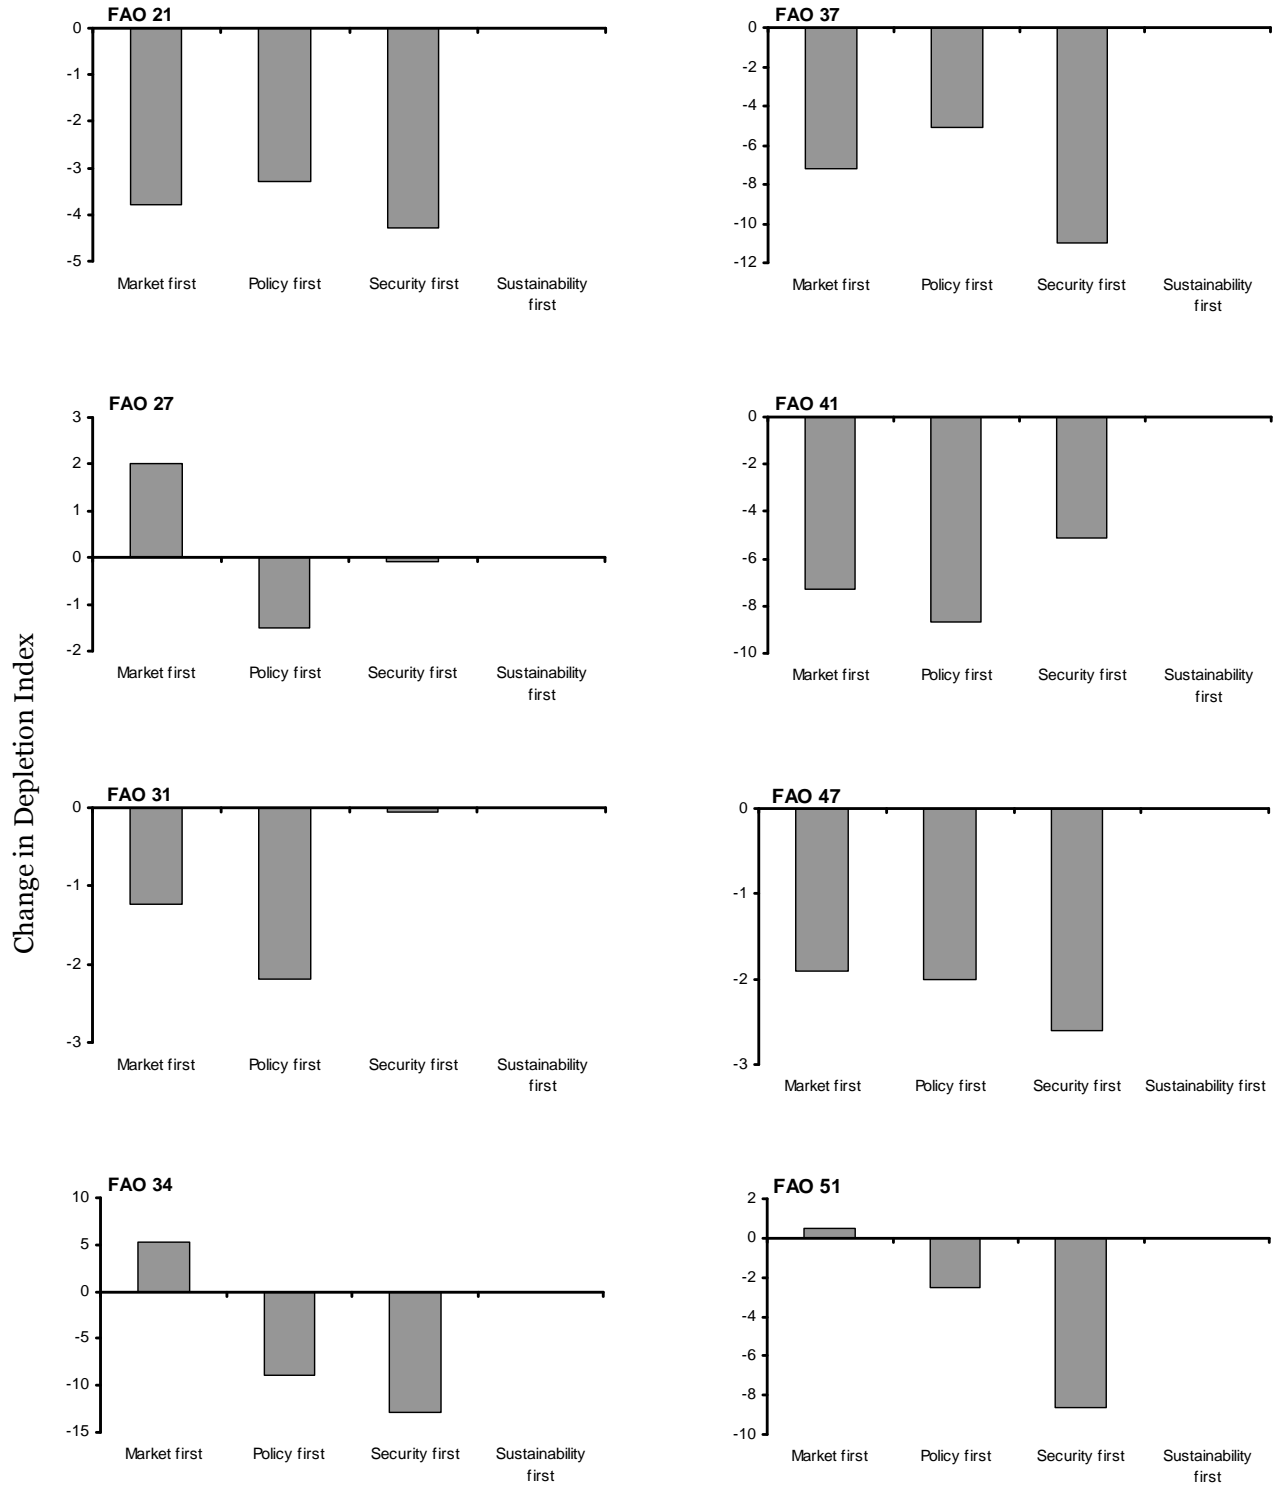 Change in Depletion Index
FAO 21
0
-1
-2
-3
-4
-5
Market first
Policy first
Security first
Sustainability
first
FAO 37
0
-2
-4
-6
-8
-10
-12
Market first
Policy first
Security first
Sustainability
first
FAO 27
3
2
1
0
-1
-2
Market first
Policy first
Security first
Sustainability
first
FAO 41
0
-2
-4
-6
-8
-10
Market first
Policy first
Security first
Sustainability
first
FAO 31
0
-1
-2
-3
Market first
Policy first
Security first
Sustainability
first
FAO 47
0
-1
-2
-3
Market first
Policy first
Security first
Sustainability first
FAO 34
10
5
0
-5
-10
-15
Market first
Policy first
Security first
Sustainability
first
FAO 51
2
0
-2
-4
-6
-8
-10
Market first
Policy first
Security first
Sustainability
first